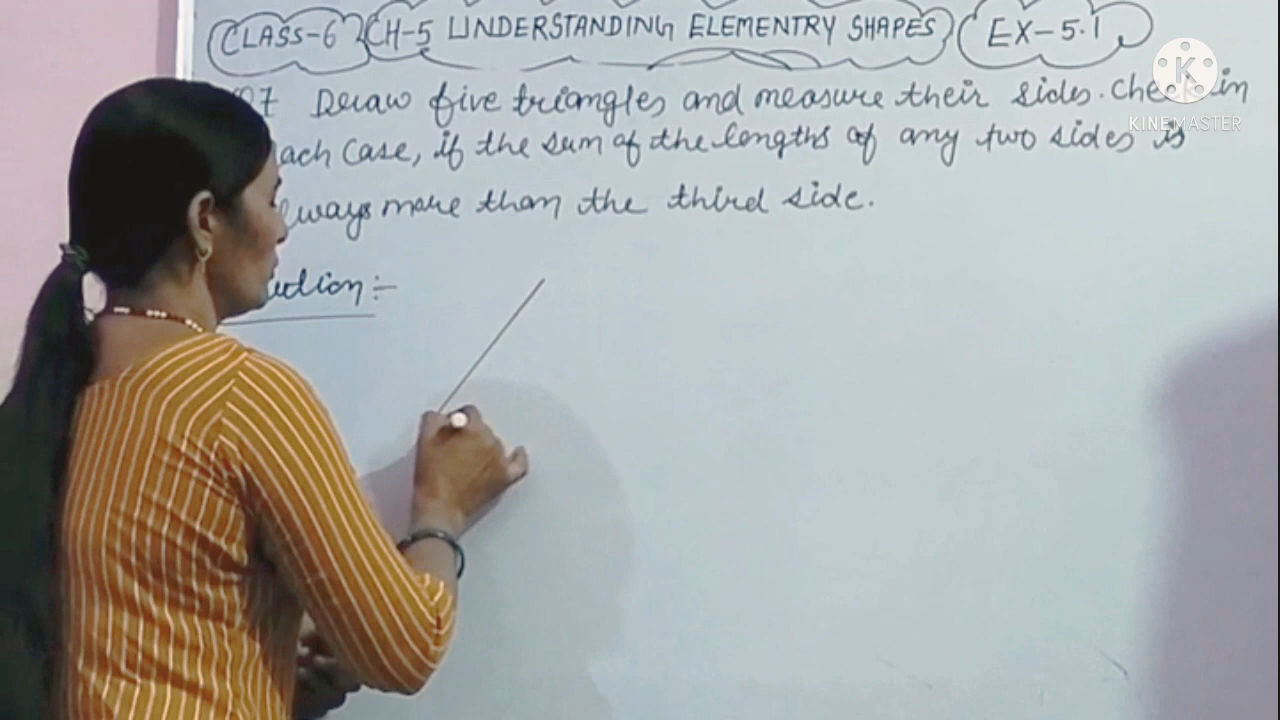 CLASS-6 CH-5 UNDERSTANDING ELEMENTRY SHAPES EX-5.1
Q7 Draw five triangles and measure their sides. Check in
each case, if the sum of the lengths of any two sides is
always more than the third side.
Solution :-
K
KINEMASTER